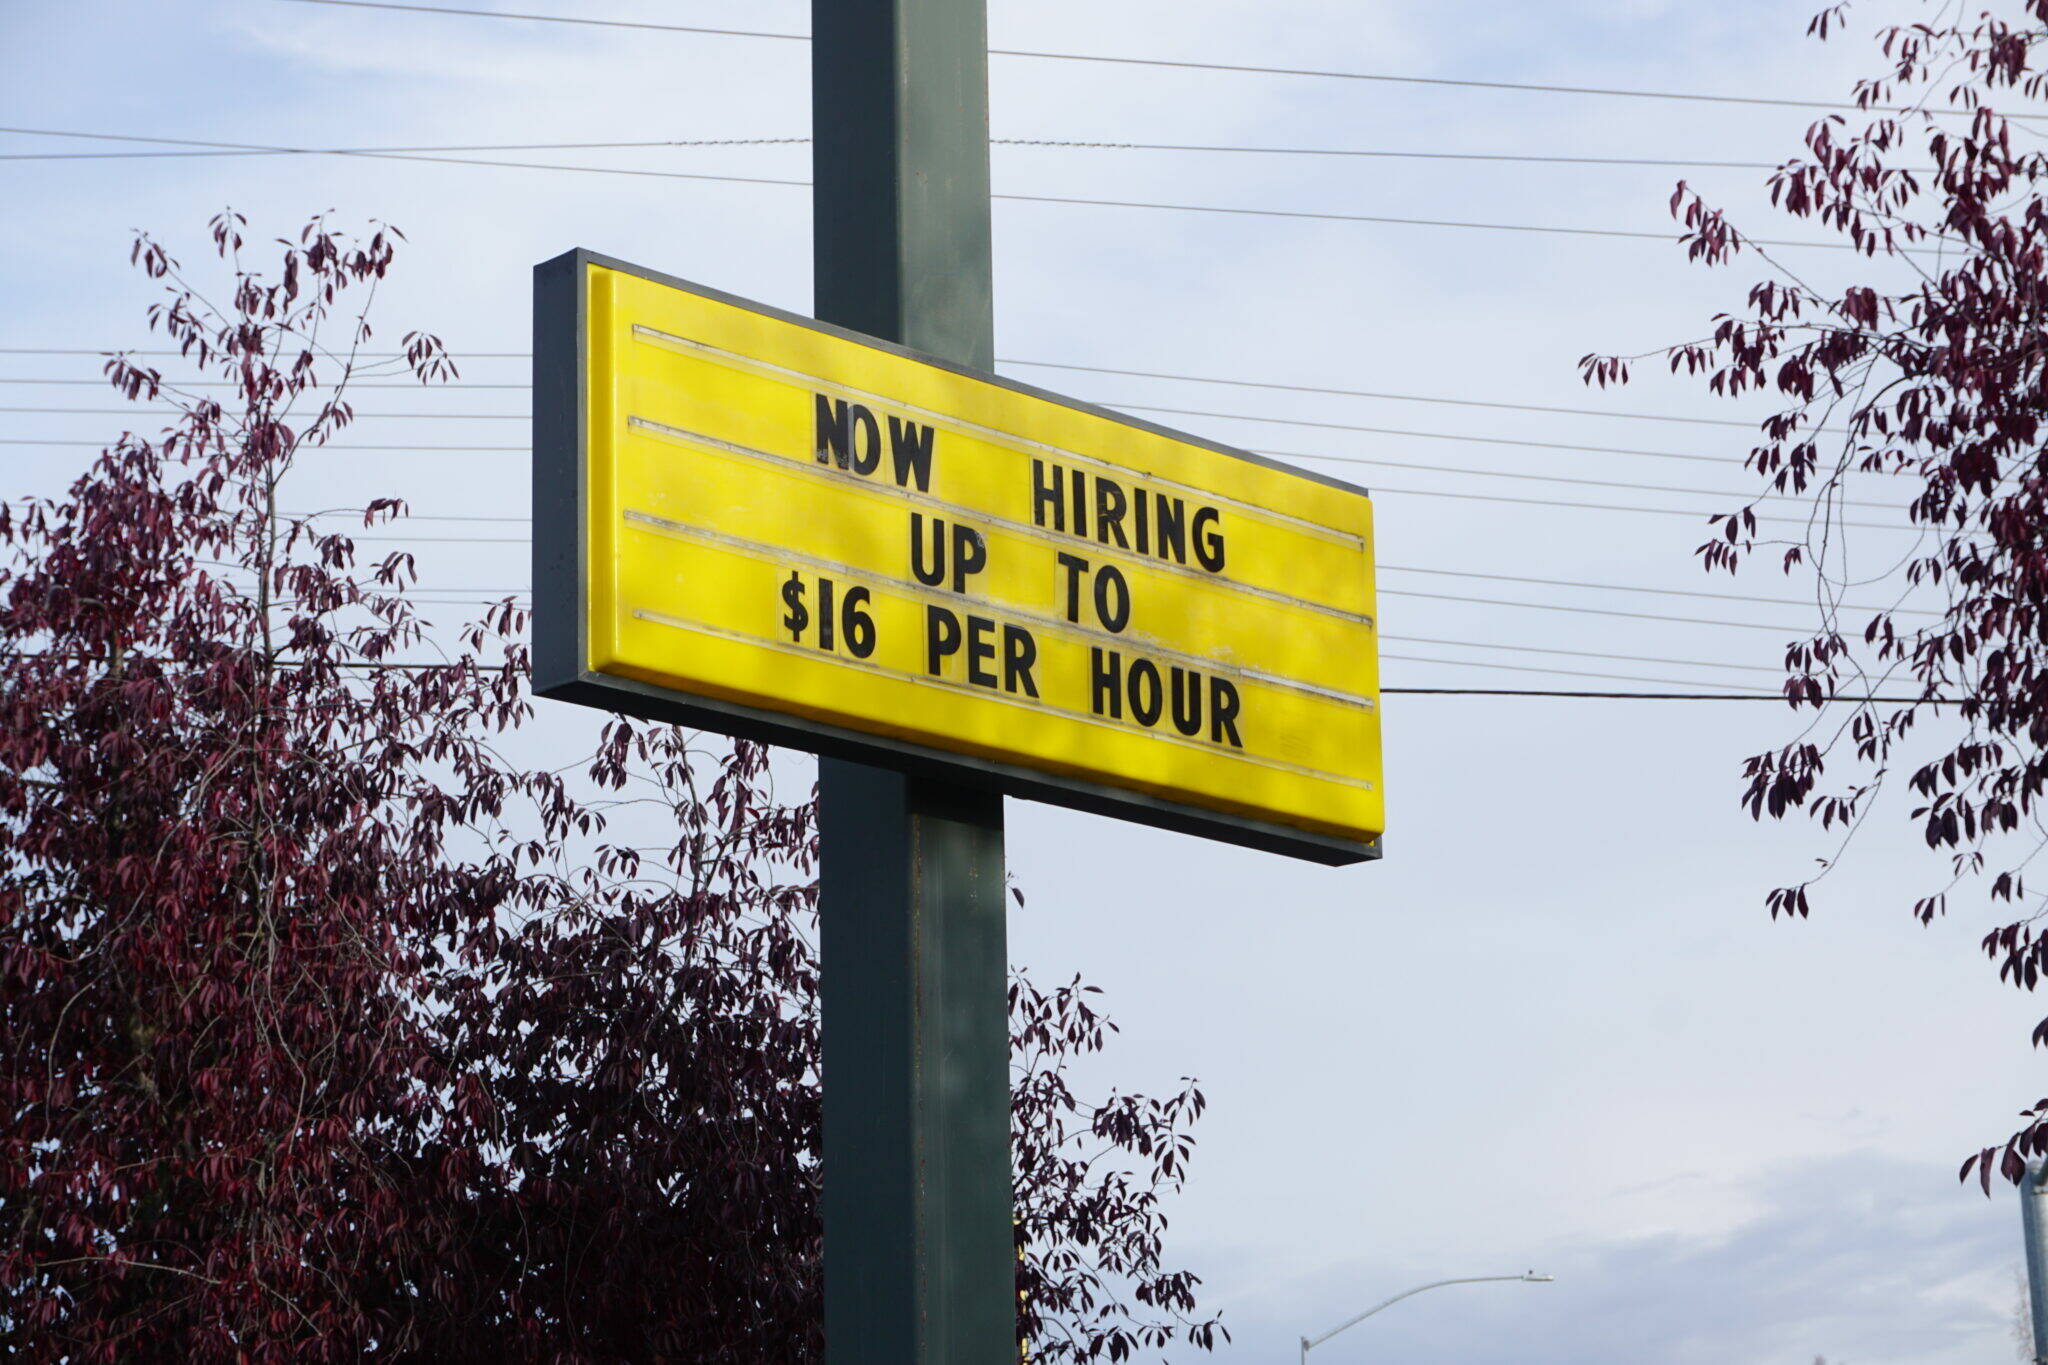 NOW HIRING
UP TO
$16 PER HOUR